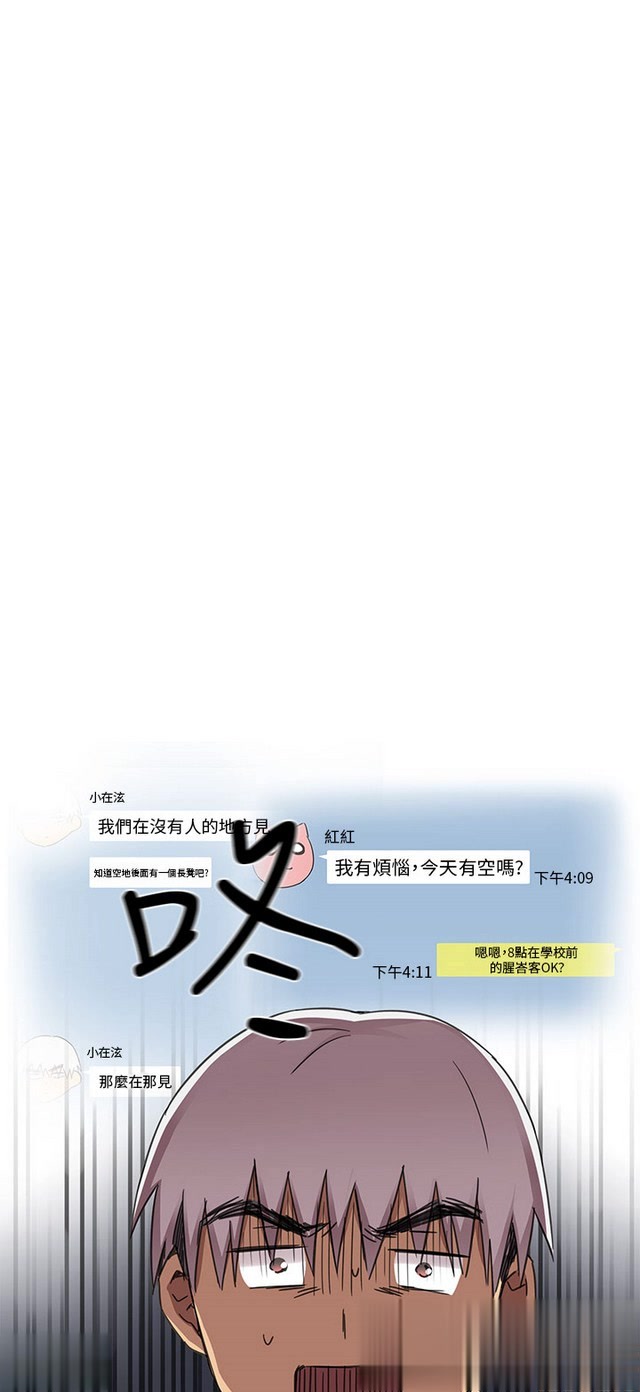 小在泫
我們在沒有人的地方見
知道空地後面有一個長凳吧?
紅紅
我有煩惱,今天有空嗎?
下午4:09
嗯嗯,8點在學校前
的腥峇客OK?
下午4:11
咚
小在泫
那麼在那見